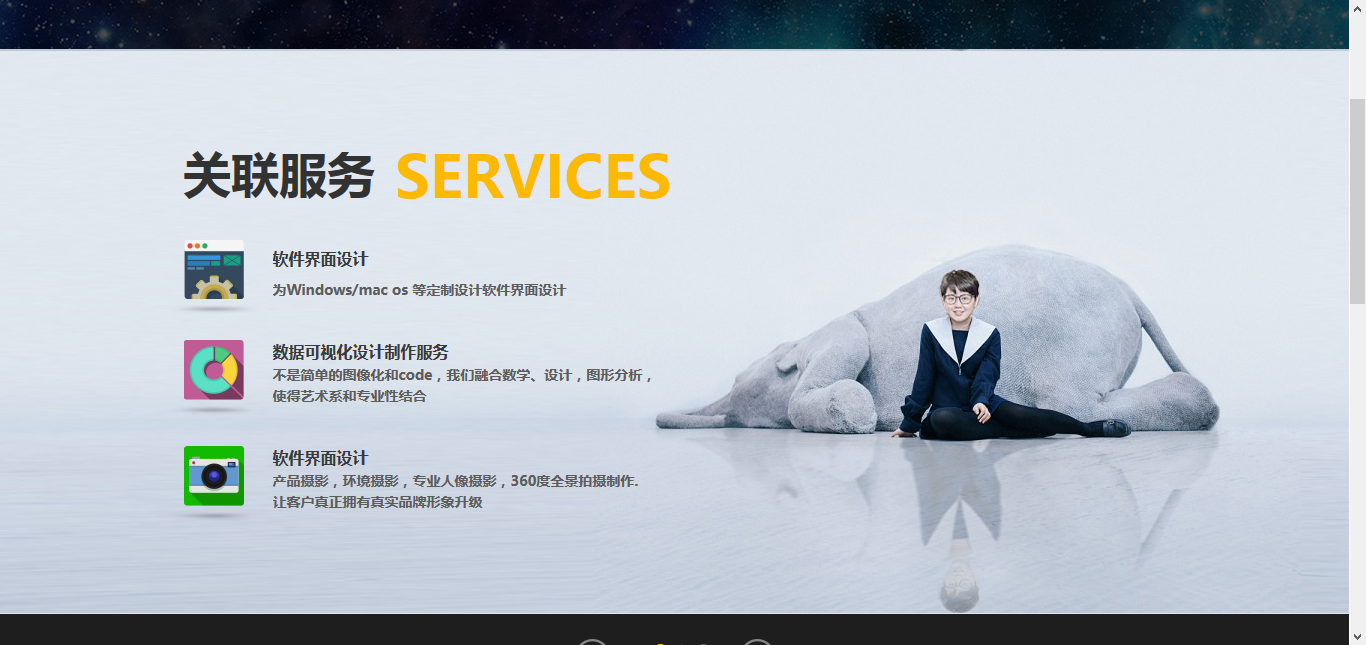 关联服务 SERVICES
软件界面设计
为Windows/mac os 等定制设计软件界面设计
数据可视化设计制作服务
不是简单的图像化和code，我们融合数学、设计，图形分析，
使得艺术系和专业性结合
软件界面设计
产品摄影，环境摄影，专业人像摄影，360度全景拍摄制作.
让客户真正拥有真实品牌形象升级